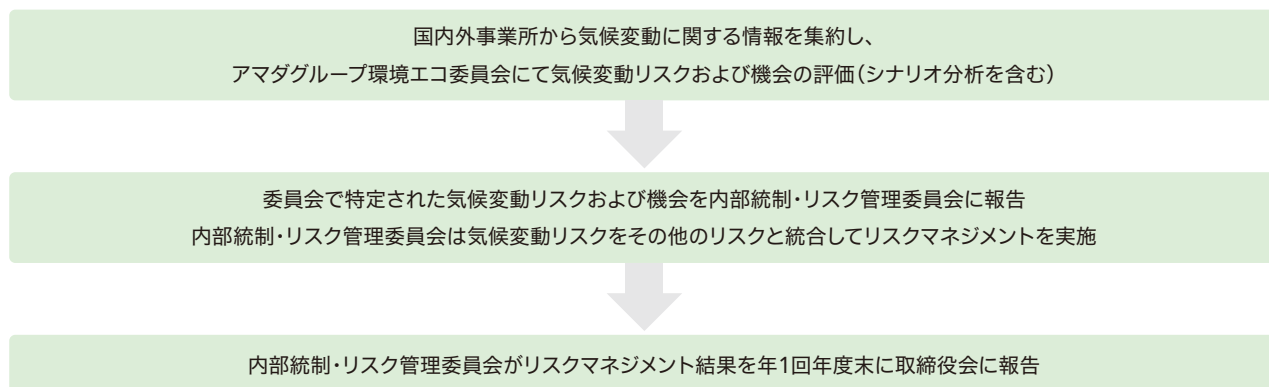 国内外事業所から気候変動に関する情報を集約し、
アマダグループ環境エコ委員会にて気候変動リスクおよび機会の評価(シナリオ分析を含む)
委員会で特定された気候変動リスクおよび機会を内部統制・リスク管理委員会に報告
内部統制・リスク管理委員会は気候変動リスクをその他のリスクと統合してリスクマネジメントを実施
内部統制・リスク管理委員会がリスクマネジメント結果を年1回年度末に取締役会に報告